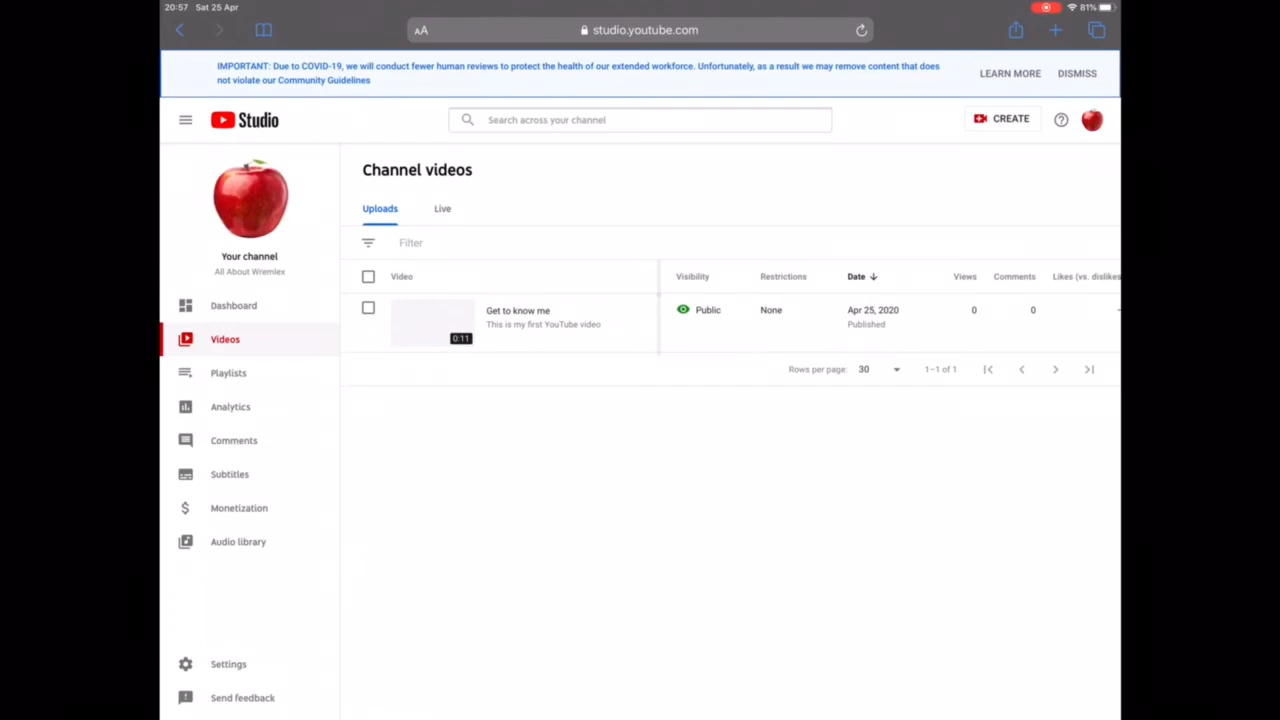 20:57 Sat 25 Apr
81%
AA
studio.youtube.com
IMPORTANT: Due to COVID-19, we will conduct fewer human reviews to protect the health of our extended workforce. Unfortunately, as a result we may remove content that does
not violate our Community Guidelines
LEARN MORE
DISMISS
Studio
Search across your channel
CREATE
Your channel
All About Wremlex
Dashboard
Videos
Playlists
Analytics
Comments
Subtitles
Monetization
Audio library
Settings
Send feedback
Channel videos
Uploads Live
Filter
Video Visibility Restrictions Date Views Comments Likes (vs. dislikes
0:11
Get to know me Public None Apr 25, 2020 0 0 –
This is my first YouTube video Published
Rows per page: 30 1–1 of 1